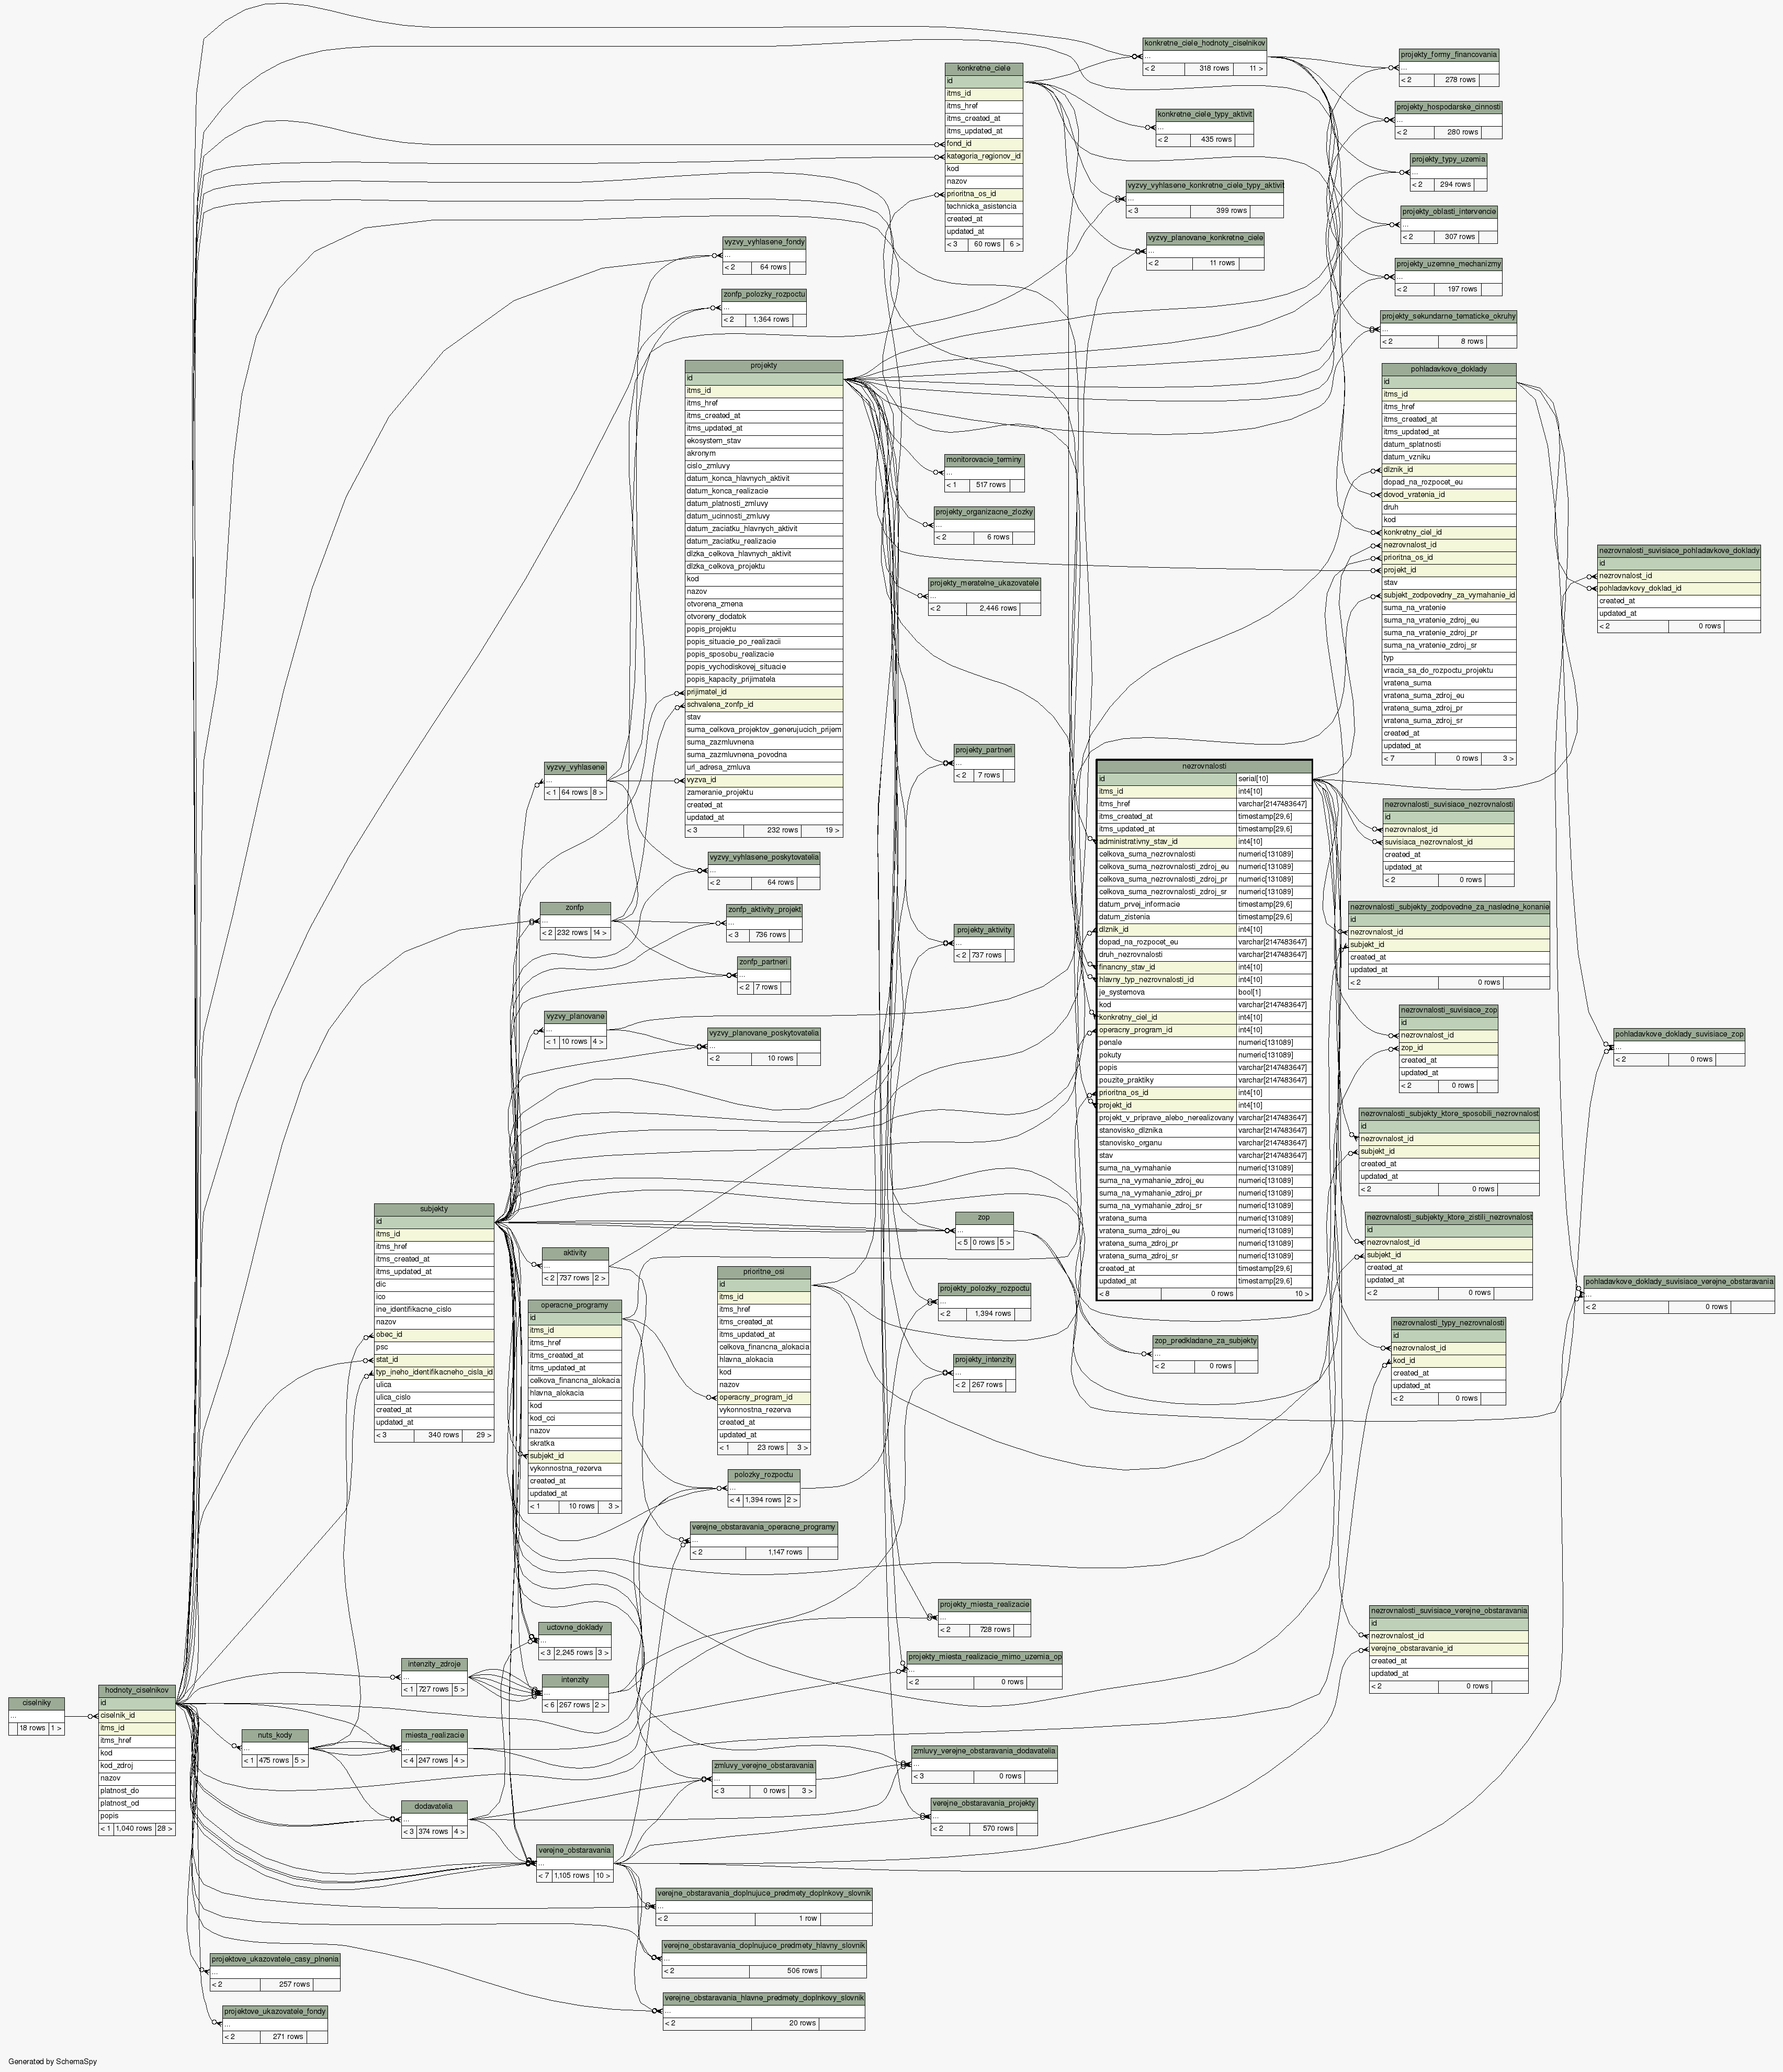 konkretne_ciele_hodnoty_ciselnikov
...
< 2 318 rows 11 >
projekty_formy_financovania
...
< 2 278 rows
konkretne_ciele
id
itms_id
itms_href
itms_created_at
itms_updated_at
fond_id
kategoria_regionov_id
kod
nazov
prioritna_os_id
technicka_asistencia
created_at
updated_at
< 3 60 rows 6 >
projekty_hospodarske_cinnosti
...
< 2 280 rows
konkretne_ciele_typy_aktivit
...
< 2 435 rows
projekty_typy_uzemia
...
< 2 294 rows
vyzvy_vyhlasene_konkretne_ciele_typy_aktivit
...
< 3 399 rows
projekty_oblasti_intervencie
...
< 2 307 rows
vyzvy_planovane_konkretne_ciele
...
< 2 11 rows
vyzvy_vyhlasene_fondy
...
< 2 64 rows
projekty_uzemne_mechanizmy
...
< 2 197 rows
zonfp_polozky_rozpoctu
...
< 2 1,364 rows
projekty_sekundarne_tematicke_okruhy
...
< 2 8 rows
projekty
id
itms_id
itms_href
itms_created_at
itms_updated_at
ekosystem_stav
akronym
cislo_zmluvy
datum_konca_hlavnych_aktivit
datum_konca_realizacie
datum_platnosti_zmluvy
datum_ucinnosti_zmluvy
datum_zaciatku_hlavnych_aktivit
datum_zaciatku_realizacie
dlzka_celkova_hlavnych_aktivit
dlzka_celkova_projektu
kod
nazov
otvorena_zmena
otvoreny_dodatok
popis_projektu
popis_situacie_po_realizacii
popis_sposobu_realizacie
popis_vychodiskovej_situacie
popis_kapacity_prijimatela
prijimatel_id
schvalena_zonfp_id
stav
suma_celkova_projektov_generujucich_prijem
suma_zazmluvnena
suma_zazmluvnena_povodna
url_adresa_zmluva
vyzva_id
zameranie_projektu
created_at
updated_at
< 3 232 rows 19 >
pohladavkove_doklady
id
itms_id
itms_href
itms_created_at
itms_updated_at
datum_splatnosti
datum_vzniku
dlznik_id
dopad_na_rozpocet_eu
dovod_vratenia_id
druh
kod
konkretny_ciel_id
nezrovnalost_id
prioritna_os_id
projekt_id
stav
subjekt_zodpovedny_za_vymahanie_id
suma_na_vratenie
suma_na_vratenie_zdroj_eu
suma_na_vratenie_zdroj_pr
suma_na_vratenie_zdroj_sr
typ
vracia_sa_do_rozpoctu_projektu
vratena_suma
vratena_suma_zdroj_eu
vratena_suma_zdroj_pr
vratena_suma_zdroj_sr
created_at
updated_at
< 7 0 rows 3 >
monitorovacie_terminy
...
< 1 517 rows
projekty_organizacne_zlozky
...
< 2 6 rows
nezrovnalosti_suvisiace_pohladavkove_doklady
id
nezrovnalost_id
pohladavkovy_doklad_id
created_at
updated_at
< 2 0 rows
projekty_meratelne_ukazovatele
...
< 2 2,446 rows
projekty_partneri
...
< 2 7 rows
vyzvy_vyhlasene
...
< 1 64 rows 8 >
nezrovnalosti
id serial[10]
itms_id int4[10]
itms_href varchar[2147483647]
itms_created_at timestamp[29,6]
itms_updated_at timestamp[29,6]
administrativny_stav_id int4[10]
celkova_suma_nezrovnalosti numeric[131089]
celkova_suma_nezrovnalosti_zdroj_eu numeric[131089]
celkova_suma_nezrovnalosti_zdroj_pr numeric[131089]
celkova_suma_nezrovnalosti_zdroj_sr numeric[131089]
datum_prvej_informacie timestamp[29,6]
datum_zistenia timestamp[29,6]
dlznik_id int4[10]
dopad_na_rozpocet_eu varchar[2147483647]
druh_nezrovnalosti varchar[2147483647]
financny_stav_id int4[10]
hlavny_typ_nezrovnalosti_id int4[10]
je_systemova bool[1]
kod varchar[2147483647]
konkretny_ciel_id int4[10]
operacny_program_id int4[10]
penale numeric[131089]
pokuty numeric[131089]
popis varchar[2147483647]
pouzite_praktiky varchar[2147483647]
prioritna_os_id int4[10]
projekt_id int4[10]
projekt_v_priprave_alebo_nerealizovany varchar[2147483647]
stanovisko_dlznika varchar[2147483647]
stanovisko_organu varchar[2147483647]
stav varchar[2147483647]
suma_na_vymahanie numeric[131089]
suma_na_vymahanie_zdroj_eu numeric[131089]
suma_na_vymahanie_zdroj_pr numeric[131089]
suma_na_vymahanie_zdroj_sr numeric[131089]
vratena_suma numeric[131089]
vratena_suma_zdroj_eu numeric[131089]
vratena_suma_zdroj_pr numeric[131089]
vratena_suma_zdroj_sr numeric[131089]
created_at timestamp[29,6]
updated_at timestamp[29,6]
< 8 0 rows 10 >
nezrovnalosti_suvisiace_nezrovnalosti
id
nezrovnalost_id
suvisiaca_nezrovnalost_id
created_at
updated_at
< 2 0 rows
vyzvy_vyhlasene_poskytovatelia
...
< 2 64 rows
zonfp
...
< 2 232 rows 14 >
zonfp_aktivity_projekt
...
< 3 736 rows
nezrovnalosti_subjekty_zodpovedne_za_nasledne_konanie
id
nezrovnalost_id
subjekt_id
created_at
updated_at
< 2 0 rows
projekty_aktivity
...
< 2 737 rows
zonfp_partneri
...
< 2 7 rows
vyzvy_planovane
...
< 1 10 rows 4 >
nezrovnalosti_suvisiace_zop
id
nezrovnalost_id
zop_id
created_at
updated_at
< 2 0 rows
vyzvy_planovane_poskytovatelia
...
< 2 10 rows
pohladavkove_doklady_suvisiace_zop
...
< 2 0 rows
nezrovnalosti_subjekty_ktore_sposobili_nezrovnalost
id
nezrovnalost_id
subjekt_id
created_at
updated_at
< 2 0 rows
subjekty
id
itms_id
itms_href
itms_created_at
itms_updated_at
dic
ico
ine_identifikacne_cislo
nazov
obec_id
psc
stat_id
typ_ineho_identifikacneho_cisla_id
ulica
ulica_cislo
created_at
updated_at
< 3 340 rows 29 >
zop
...
< 5 0 rows 5 >
nezrovnalosti_subjekty_ktore_zistili_nezrovnalost
id
nezrovnalost_id
subjekt_id
created_at
updated_at
< 2 0 rows
aktivity
...
< 2 737 rows 2 >
prioritne_osi
id
itms_id
itms_href
itms_created_at
itms_updated_at
celkova_financna_alokacia
hlavna_alokacia
kod
nazov
operacny_program_id
vykonnostna_rezerva
created_at
updated_at
< 1 23 rows 3 >
projekty_polozky_rozpoctu
...
< 2 1,394 rows
pohladavkove_doklady_suvisiace_verejne_obstaravania
...
< 2 0 rows
operacne_programy
id
itms_id
itms_href
itms_created_at
itms_updated_at
celkova_financna_alokacia
hlavna_alokacia
kod
kod_cci
nazov
skratka
subjekt_id
vykonnostna_rezerva
created_at
updated_at
< 1 10 rows 3 >
nezrovnalosti_typy_nezrovnalosti
id
nezrovnalost_id
kod_id
created_at
updated_at
< 2 0 rows
zop_predkladane_za_subjekty
...
< 2 0 rows
projekty_intenzity
...
< 2 267 rows
polozky_rozpoctu
...
< 4 1,394 rows 2 >
verejne_obstaravania_operacne_programy
...
< 2 1,147 rows
projekty_miesta_realizacie
...
< 2 728 rows
nezrovnalosti_suvisiace_verejne_obstaravania
id
nezrovnalost_id
verejne_obstaravanie_id
created_at
updated_at
< 2 0 rows
uctovne_doklady
...
< 3 2,245 rows 3 >
projekty_miesta_realizacie_mimo_uzemia_op
...
< 2 0 rows
intenzity_zdroje
...
< 1 727 rows 5 >
intenzity
...
< 6 267 rows 2 >
ciselniky
...
18 rows 1 >
hodnoty_ciselnikov
id
ciselnik_id
itms_id
itms_href
kod
kod_zdroj
nazov
platnost_do
platnost_od
popis
< 1 1,040 rows 28 >
nuts_kody
...
< 1 475 rows 5 >
miesta_realizacie
...
< 4 247 rows 4 >
zmluvy_verejne_obstaravania_dodavatelia
...
< 3 0 rows
zmluvy_verejne_obstaravania
...
< 3 0 rows 3 >
dodavatelia
...
< 3 374 rows 4 >
verejne_obstaravania_projekty
...
< 2 570 rows
verejne_obstaravania
...
< 7 1,105 rows 10 >
verejne_obstaravania_doplnujuce_predmety_doplnkovy_slovnik
...
< 2 1 row
verejne_obstaravania_doplnujuce_predmety_hlavny_slovnik
...
< 2 506 rows
projektove_ukazovatele_casy_plnenia
...
< 2 257 rows
verejne_obstaravania_hlavne_predmety_doplnkovy_slovnik
...
< 2 20 rows
projektove_ukazovatele_fondy
...
< 2 271 rows
Generated by SchemaSpy